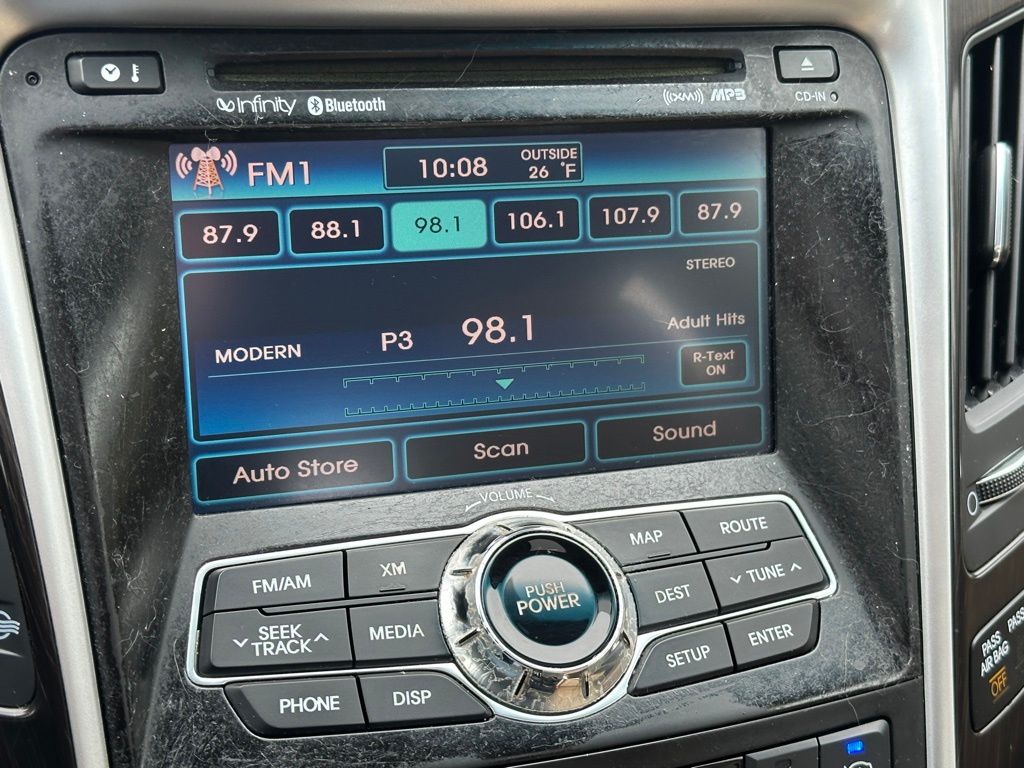 Infinity Bluetooth
XM MP3 CD-IN
FM1 10:08 OUTSIDE
26 °F
87.9 88.1 98.1 106.1 107.9 87.9
STEREO
MODERN P3 98.1 Adult Hits
R-Text
ON
Auto Store Scan Sound
VOLUME
FM/AM XM MAP ROUTE
SEEK
TRACK MEDIA PUSH
POWER DEST TUNE
PHONE DISP SETUP ENTER
PASS
AIR BAG
OFF
PASS